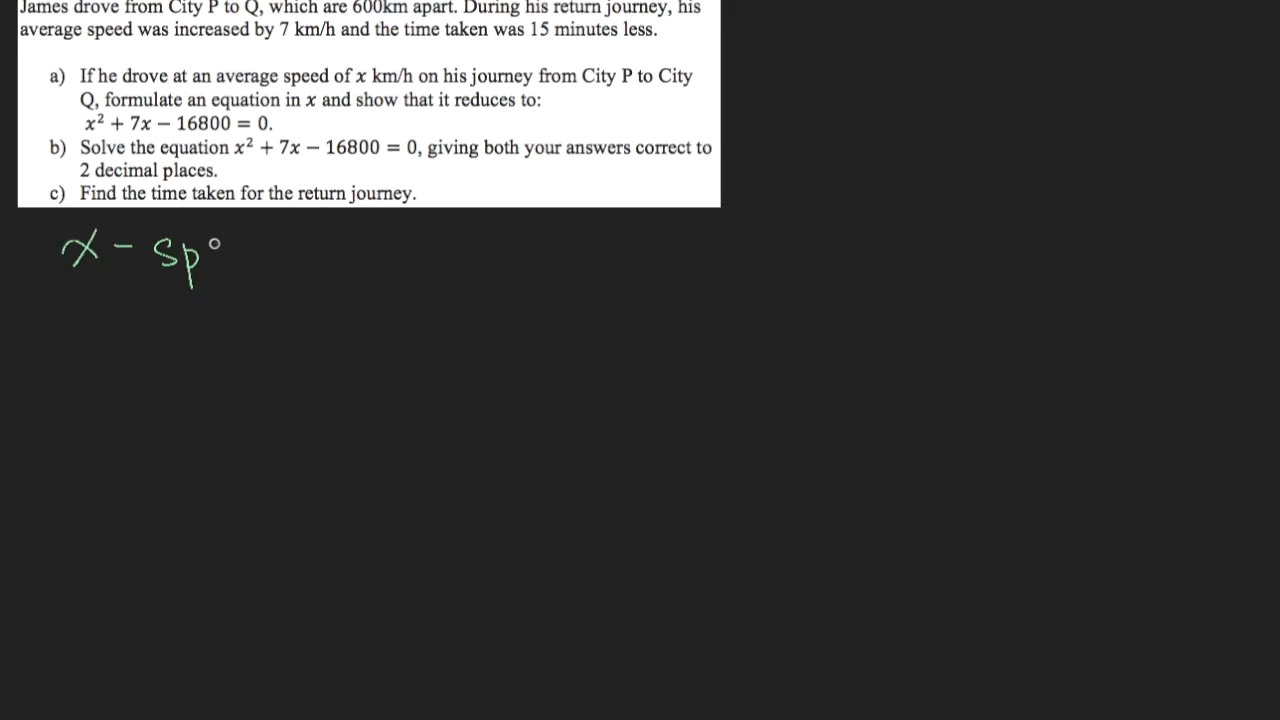 James drove from City P to Q, which are 600km apart. During his return journey, his
average speed was increased by 7 km/h and the time taken was 15 minutes less.
a) If he drove at an average speed of x km/h on his journey from City P to City
Q, formulate an equation in x and show that it reduces to:
x² + 7x − 16800 = 0.
b) Solve the equation x² + 7x − 16800 = 0, giving both your answers correct to
2 decimal places.
c) Find the time taken for the return journey.
x - sp